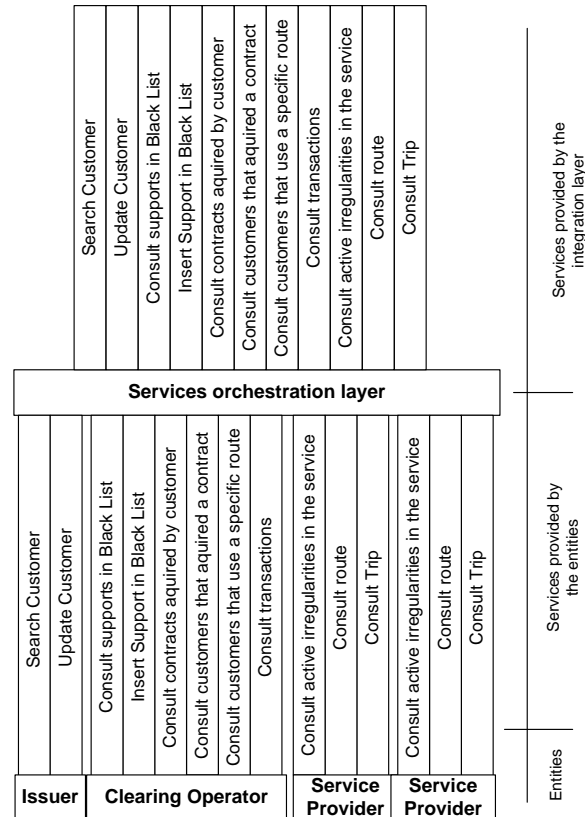 Search Customer
Update Customer
Consult supports in Black List
Insert Support in Black List
Consult contracts aquired by customer
Consult customers that aquired a contract
Consult customers that use a specific route
Consult transactions
Consult active irregularities in the service
Consult route
Consult Trip
Services provided by the
integration layer
Services orchestration layer
Search Customer
Update Customer
Consult supports in Black List
Insert Support in Black List
Consult contracts aquired by customer
Consult customers that aquired a contract
Consult customers that use a specific route
Consult transactions
Consult active irregularities in the service
Consult route
Consult Trip
Consult active irregularities in the service
Consult route
Consult Trip
Services provided by
the entities
Issuer
Clearing Operator
Service
Provider
Service
Provider
Entities